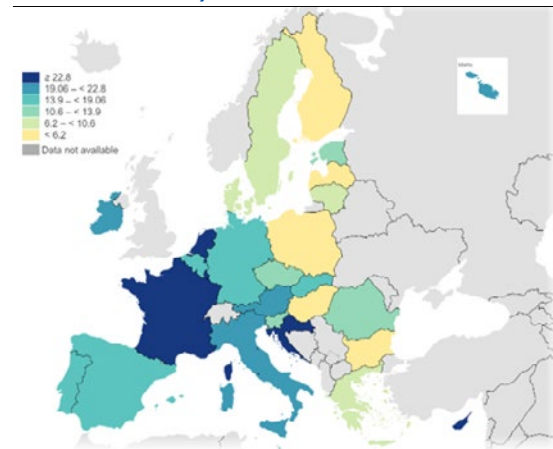 ≥ 22.8
19.06 – < 22.8
13.9 – < 19.06
10.6 – < 13.9
6.2 – < 10.6
< 6.2
Data not available
Malta